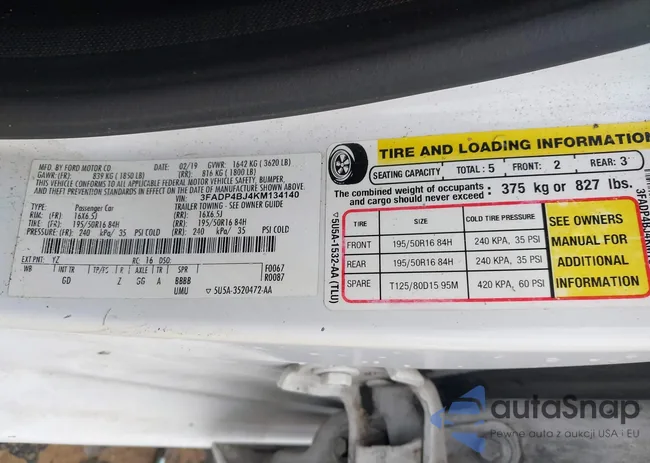 MFD. BY FORD MOTOR CO DATE: 02/19 GVWR: 1642 KG ( 3620 LB)
GAWR: (FR): 839 KG ( 1850 LB) (RR): 816 KG ( 1800 LB)
THIS VEHICLE CONFORMS TO ALL APPLICABLE FEDERAL MOTOR VEHICLE SAFETY, BUMPER,
AND THEFT PREVENTION STANDARDS IN EFFECT ON THE DATE OF MANUFACTURE SHOWN ABOVE.
VIN: 3FADP4BJ4KM134140
TYPE: Passenger Car TRAILER TOWING - SEE OWNER GUIDE
RIM: (FR): 16X6.5J (RR): 16X6.5J
TIRE: (FR): 195/50R16 84H (RR): 195/50R16 84H
PRESSURE: (FR): 240 kPa/ 35 PSI COLD (RR): 240 kPa/ 35 PSI COLD
EXT PNT: YZ RC: 16 DSO: F0067
WB INT TR TP/PS R AXLE TR SPR R0087
GD Z GG A BBBB
UMU 5U5A-3520472-AA
TIRE AND LOADING INFORMATION
SEATING CAPACITY TOTAL : 5 FRONT: 2 REAR: 3
The combined weight of occupants and cargo should never exceed : 375 kg or 827 lbs.
TIRE SIZE COLD TIRE PRESSURE
FRONT 195/50R16 84H 240 KPA, 35 PSI
REAR 195/50R16 84H 240 KPA, 35 PSI
SPARE T125/80D15 95M 420 KPA, 60 PSI
SEE OWNERS
MANUAL FOR
ADDITIONAL
INFORMATION
5U5A-1532-AA (TLU)
autoSnap
Pewne auto z aukcji USA i EU